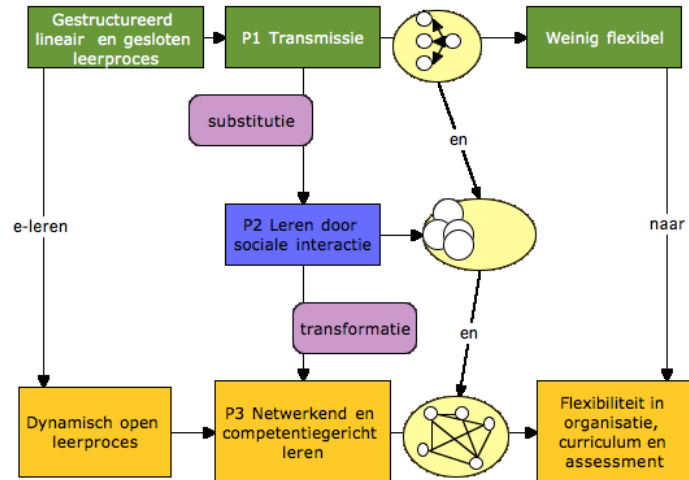 Gestructureerd
lineair en gesloten
leerproces
P1 Transmissie
Weinig flexibel
substitutie
en
e-leren
P2 Leren door
sociale interactie
naar
transformatie
en
Dynamisch open
leerproces
P3 Netwerkend en
competentiegericht
leren
Flexibiliteit in
organisatie,
curriculum en
assessment